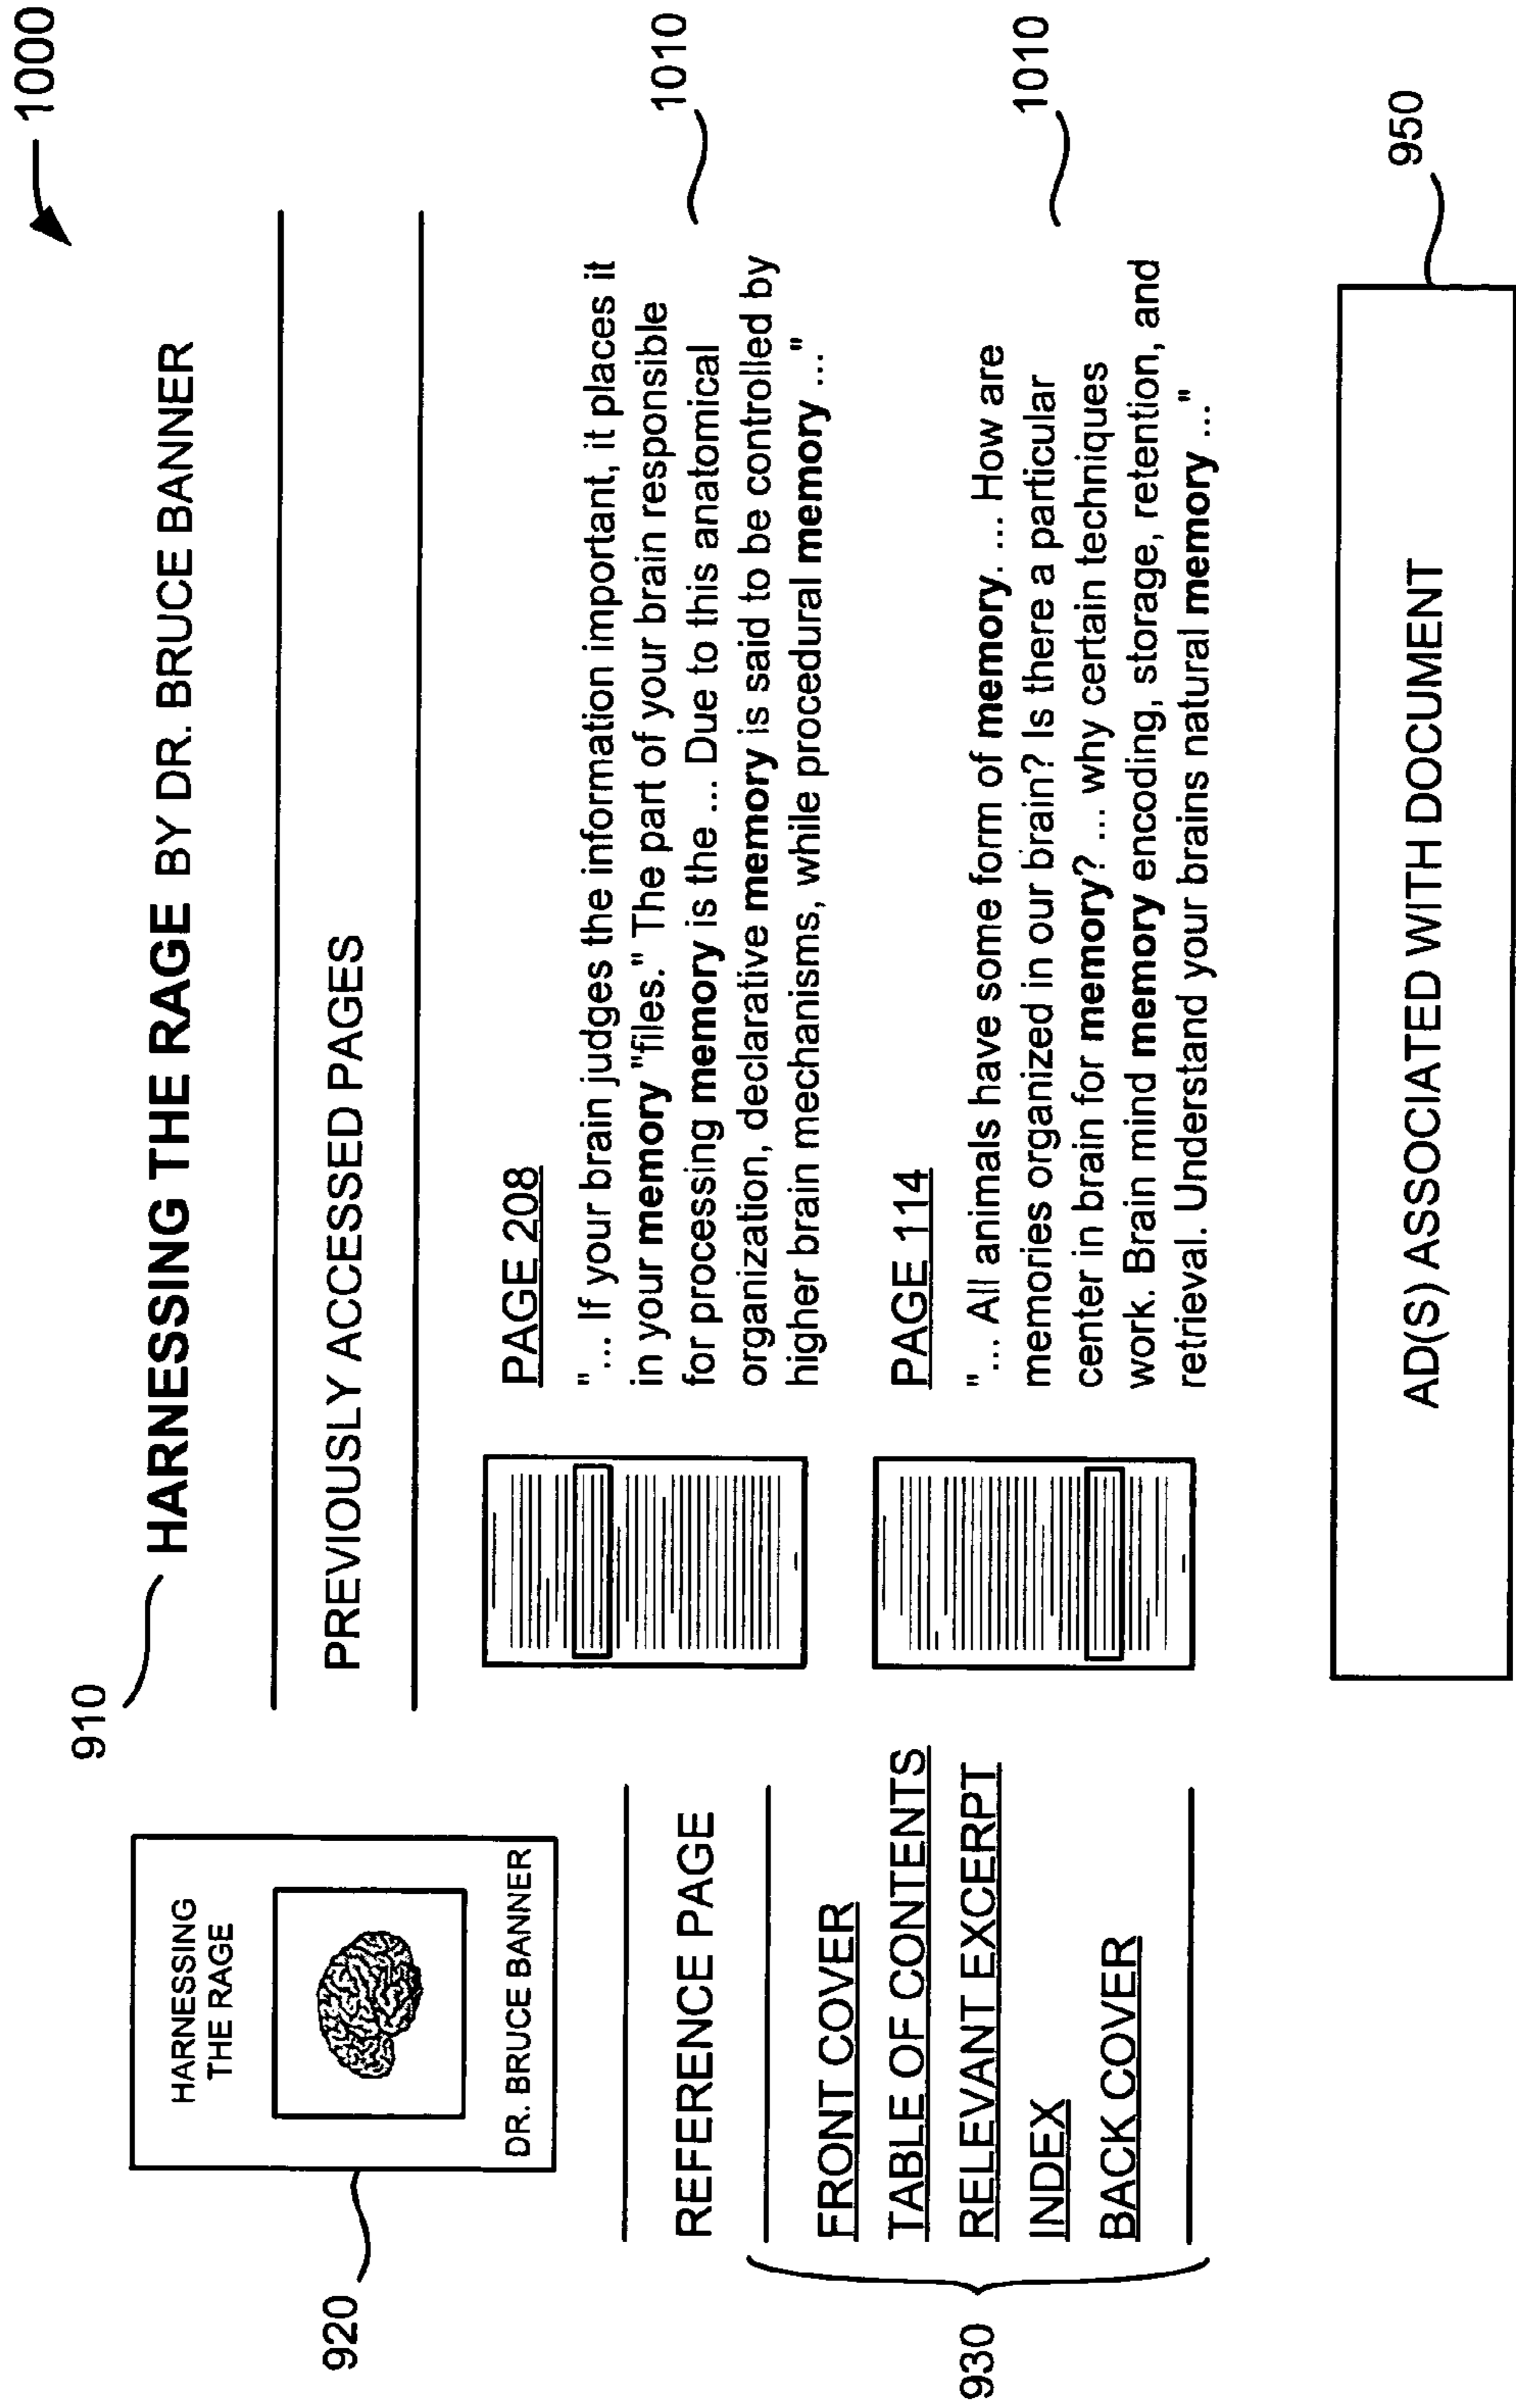 1000
910
HARNESSING THE RAGE BY DR. BRUCE BANNER
920
HARNESSING
THE RAGE
DR. BRUCE BANNER
REFERENCE PAGE
930
FRONT COVER
TABLE OF CONTENTS
RELEVANT EXCERPT
INDEX
BACK COVER
PREVIOUSLY ACCESSED PAGES
PAGE 208
"... If your brain judges the information important, it places it
in your memory "files." The part of your brain responsible
for processing memory is the ... Due to this anatomical
organization, declarative memory is said to be controlled by
higher brain mechanisms, while procedural memory ..."
1010
PAGE 114
"... All animals have some form of memory. ... How are
memories organized in our brain? Is there a particular
center in brain for memory? ... why certain techniques
work. Brain mind memory encoding, storage, retention, and
retrieval. Understand your brains natural memory ..."
1010
AD(S) ASSOCIATED WITH DOCUMENT
950